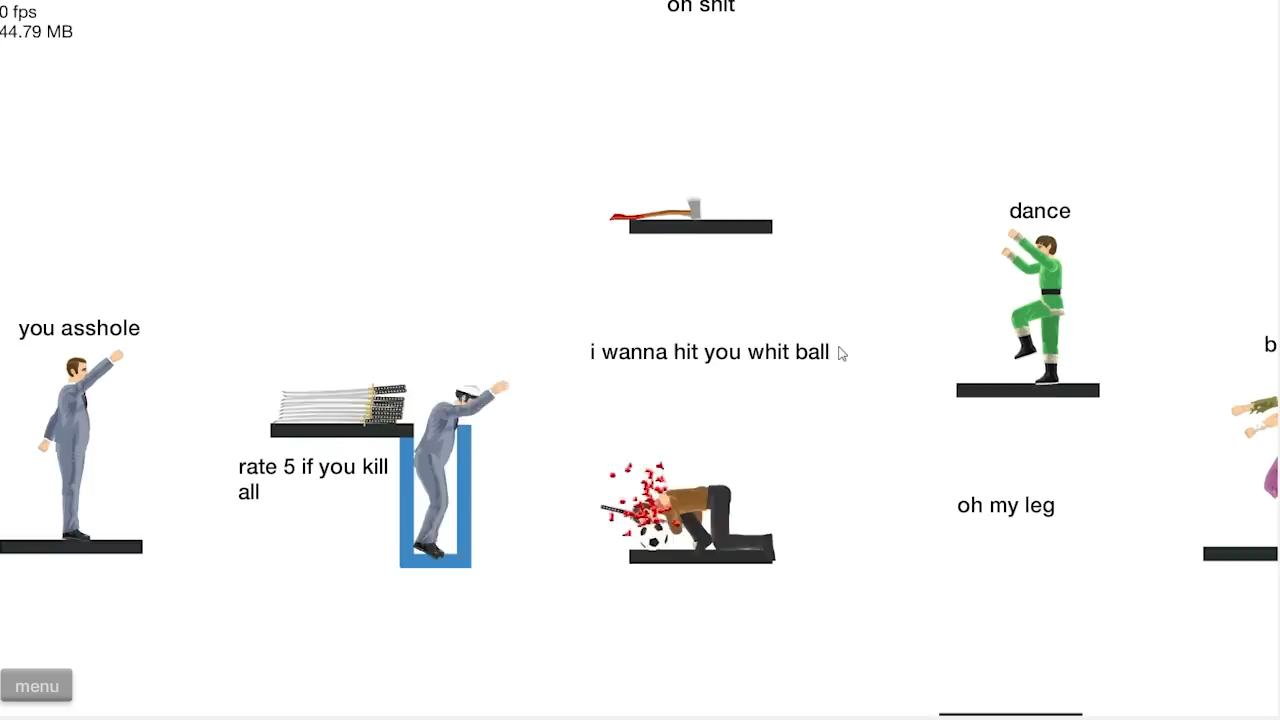 0 fps
44.79 MB
oh shit
dance
you asshole
i wanna hit you whit ball
b
rate 5 if you kill
all
oh my leg
menu